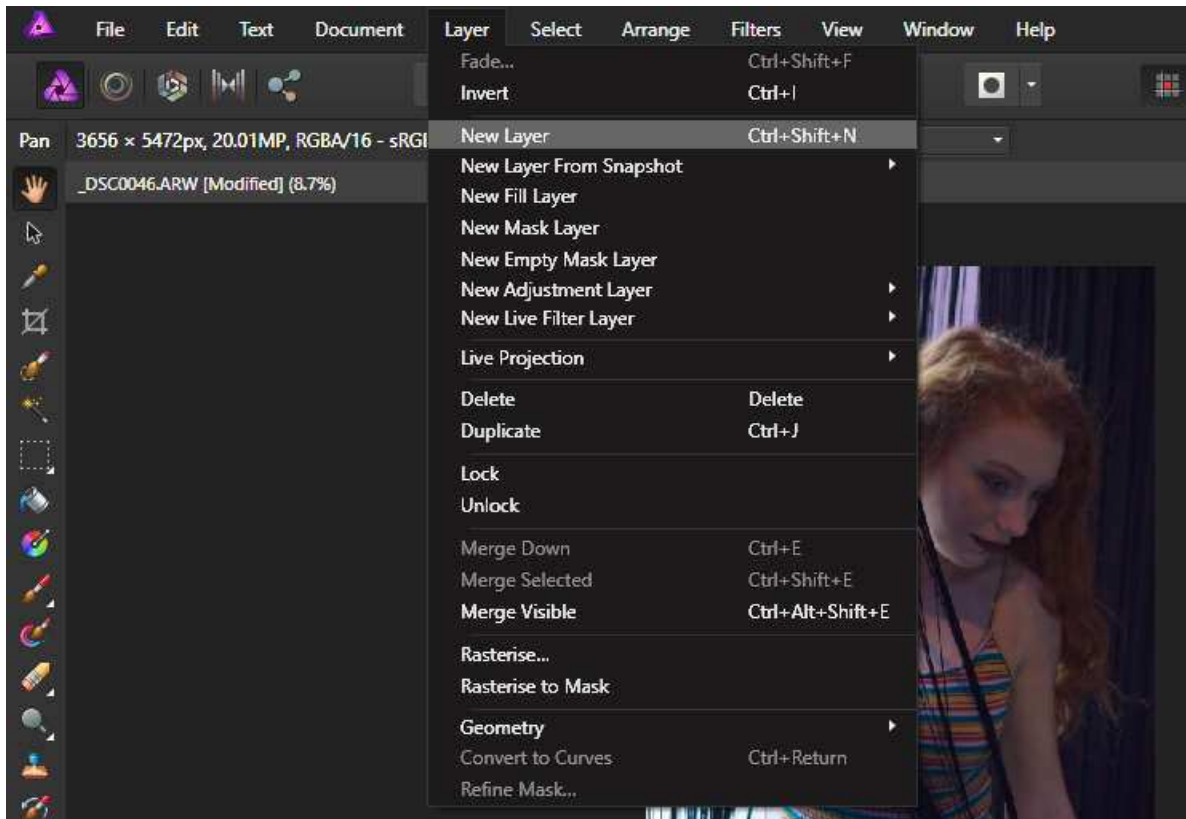 File Edit Text Document Layer Select Arrange Filters View Window Help
Fade... Ctrl+Shift+F
Invert Ctrl+I
Pan 3656 × 5472px, 20.01MP, RGBA/16 - sRG
New Layer Ctrl+Shift+N
_DSC0046.ARW [Modified] (8.7%)
New Layer From Snapshot
New Fill Layer
New Mask Layer
New Empty Mask Layer
New Adjustment Layer
New Live Filter Layer
Live Projection
Delete Delete
Duplicate Ctrl+J
Lock
Unlock
Merge Down Ctrl+E
Merge Selected Ctrl+Shift+E
Merge Visible Ctrl+Alt+Shift+E
Rasterise...
Rasterise to Mask
Geometry
Convert to Curves Ctrl+Return
Refine Mask...